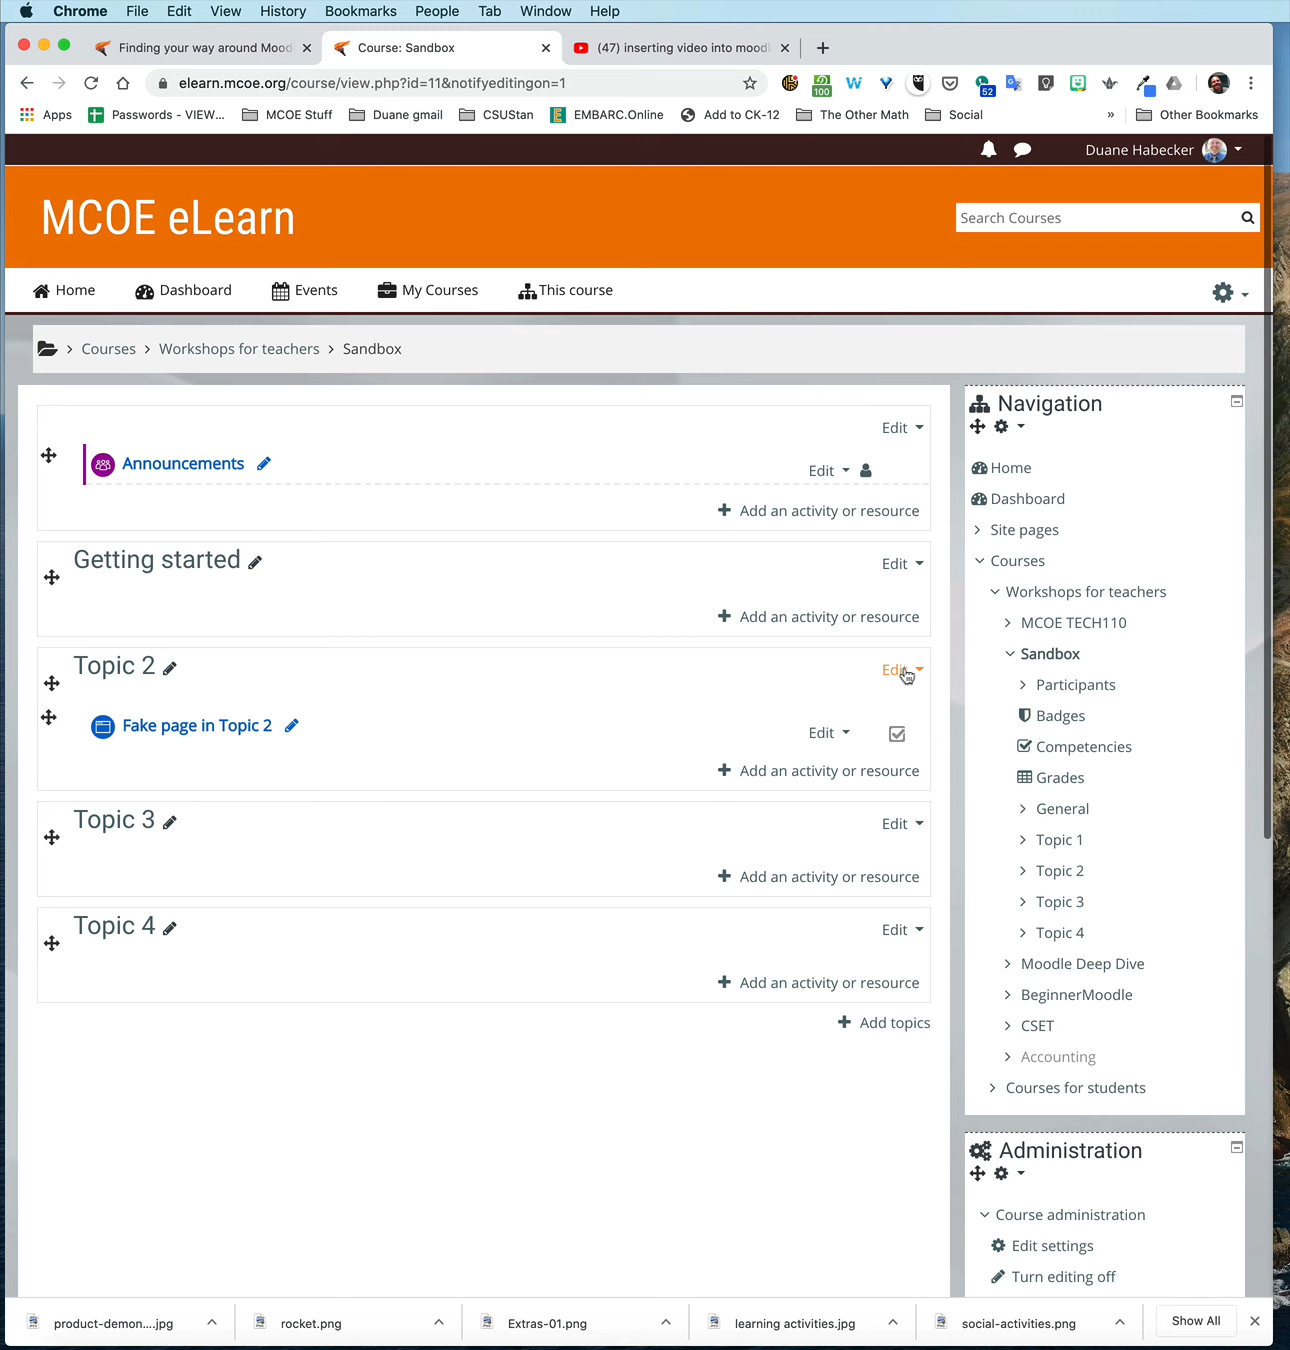 Chrome File Edit View History Bookmarks People Tab Window Help
Finding your way around Mood
Course: Sandbox
(47) inserting video into moodl
elearn.mcoe.org/course/view.php?id=11&notifyeditingon=1
100
W
52
Apps
Passwords - VIEW...
MCOE Stuff
Duane gmail
CSUStan
EMBARC.Online
Add to CK-12
The Other Math
Social
»
Other Bookmarks
Duane Habecker
MCOE eLearn
Search Courses
Home
Dashboard
Events
My Courses
This course
Courses
Workshops for teachers
Sandbox
Edit
Announcements
Edit
+ Add an activity or resource
Getting started
Edit
+ Add an activity or resource
Topic 2
Edit
Fake page in Topic 2
Edit
+ Add an activity or resource
Topic 3
Edit
+ Add an activity or resource
Topic 4
Edit
+ Add an activity or resource
+ Add topics
Navigation
Home
Dashboard
Site pages
Courses
Workshops for teachers
MCOE TECH110
Sandbox
Participants
Badges
Competencies
Grades
General
Topic 1
Topic 2
Topic 3
Topic 4
Moodle Deep Dive
BeginnerMoodle
CSET
Accounting
Courses for students
Administration
Course administration
Edit settings
Turn editing off
product-demon....jpg
rocket.png
Extras-01.png
learning activities.jpg
social-activities.png
Show All